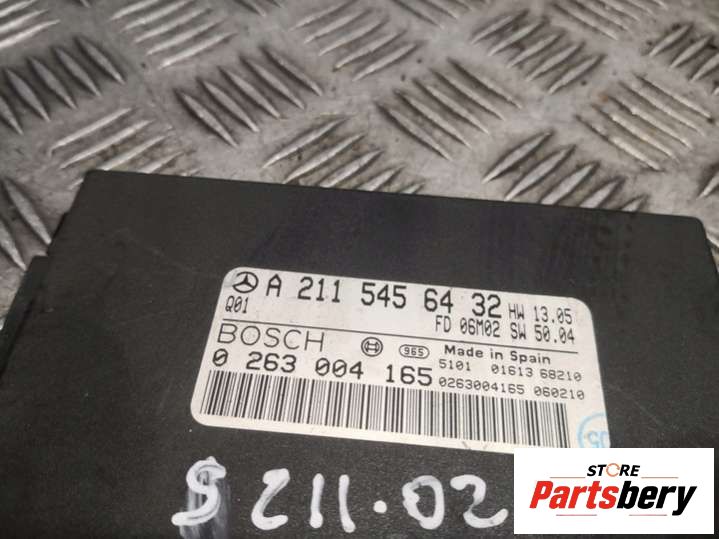 A 211 545 64 32 HW 13.05
Q01 FD 06M02 SW 50.04
BOSCH 965 Made in Spain
5101 01613 68210
0 263 004 165 0263004165 060210
S 211.02
STORE
Partsbery